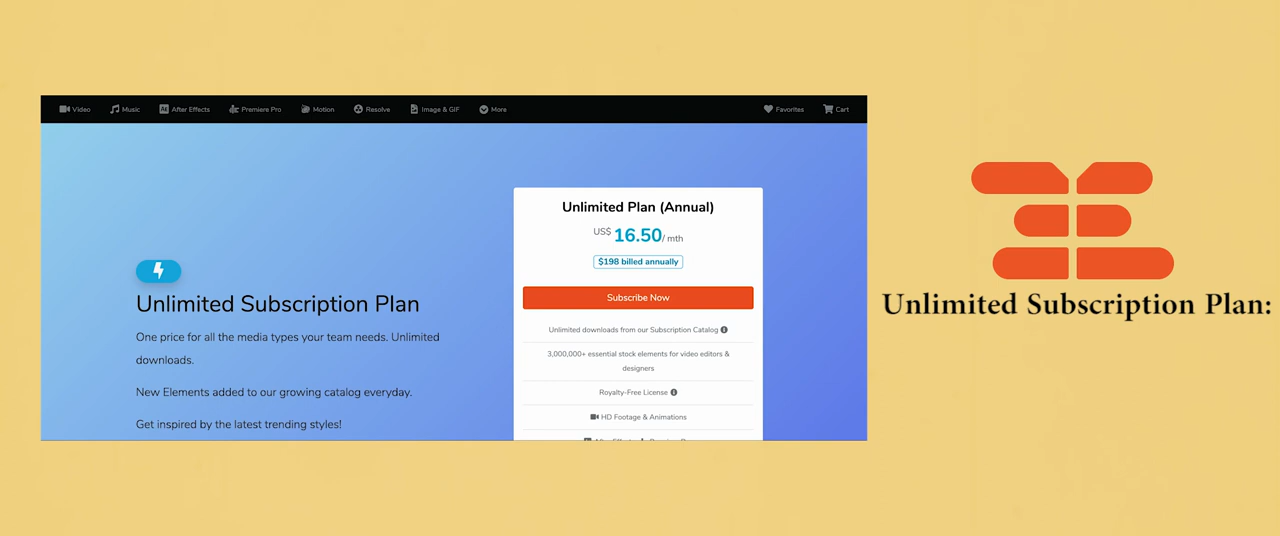 Video
Music
After Effects
Premiere Pro
Motion
Resolve
Image & GIF
More
Favorites
Cart
Unlimited Subscription Plan
One price for all the media types your team needs. Unlimited
downloads.
New Elements added to our growing catalog everyday.
Get inspired by the latest trending styles!
Unlimited Plan (Annual)
US$ 16.50/ mth
$198 billed annually
Subscribe Now
Unlimited downloads from our Subscription Catalog
3,000,000+ essential stock elements for video editors &
designers
Royalty-Free License
HD Footage & Animations
Unlimited Subscription Plan: